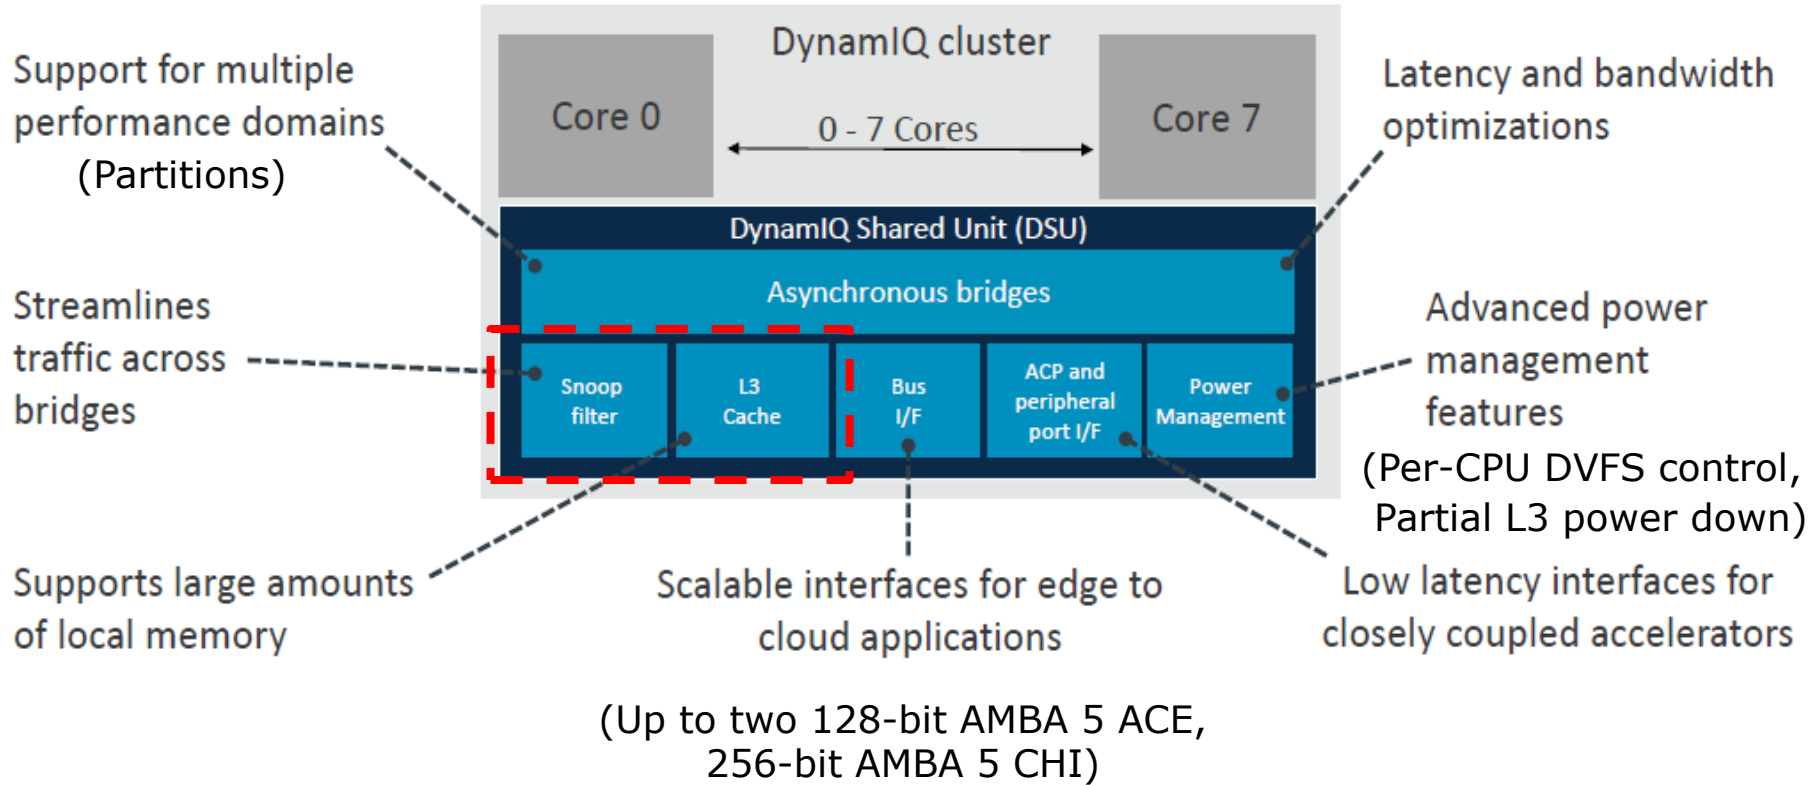 DynamIQ cluster
Core 0
0 - 7 Cores
Core 7
DynamIQ Shared Unit (DSU)
Asynchronous bridges
Snoop
filter
L3
Cache
Bus
I/F
ACP and
peripheral
port I/F
Power
Management
Support for multiple
performance domains
(Partitions)
Streamlines
traffic across
bridges
Supports large amounts
of local memory
Scalable interfaces for edge to
cloud applications
(Up to two 128-bit AMBA 5 ACE,
256-bit AMBA 5 CHI)
Latency and bandwidth
optimizations
Advanced power
management
features
(Per-CPU DVFS control,
Partial L3 power down)
Low latency interfaces for
closely coupled accelerators